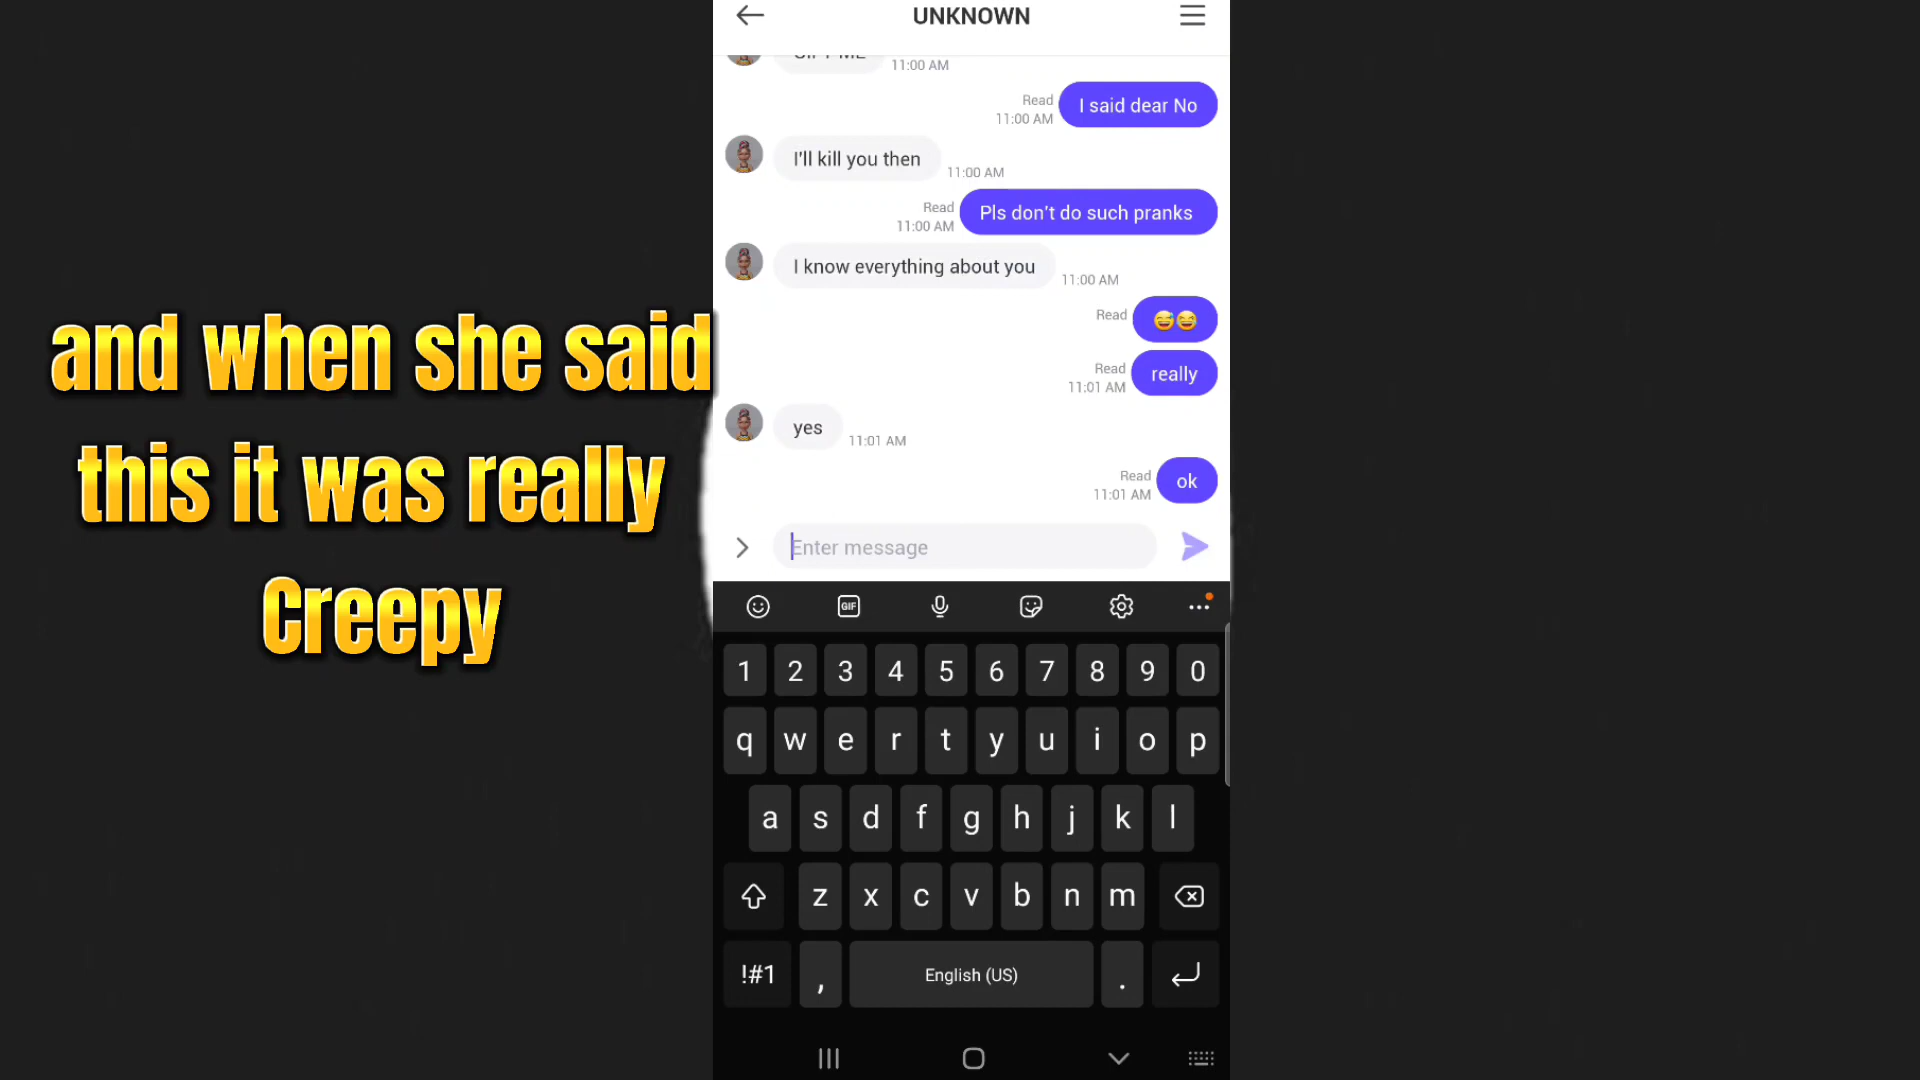 UNKNOWN
11:00 AM
Read
I said dear No
11:00 AM
I'll kill you then
11:00 AM
Read
Pls don't do such pranks
11:00 AM
I know everything about you
11:00 AM
Read
😅😆
Read
really
11:01 AM
yes
11:01 AM
Read
ok
11:01 AM
Enter message
and when she said
this it was really
Creepy
GIF
1 2 3 4 5 6 7 8 9 0
q w e r t y u i o p
a s d f g h j k l
z x c v b n m
!#1 , English (US) .